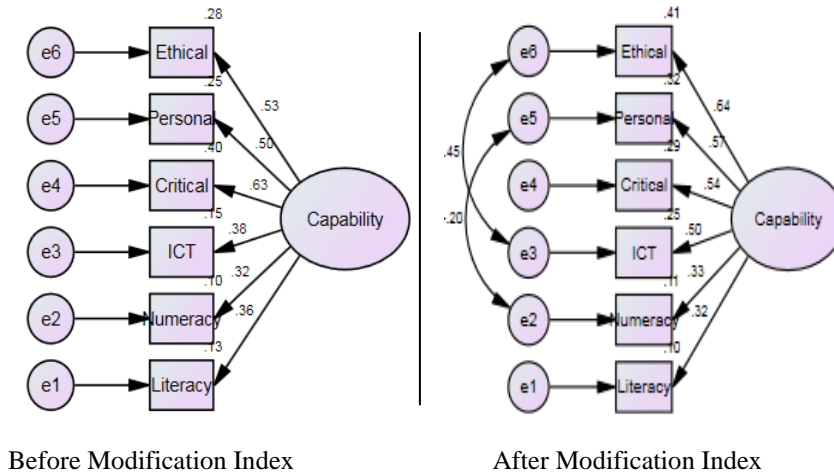 .28
e6 Ethical
.25 .53
e5 Personal
.40 .50
e4 Critical
.63
.15
Capability
.38
e3 ICT
.10 .32
e2 Numeracy
.36
.13
e1 Literacy
Before Modification Index
.41
e6 Ethical
.32
.64
e5 Personal
.57
.45 .29
e4 Critical
.54
-.20 .25
Capability
.50
e3 ICT
.11 .33
e2 Numeracy
.32
.10
e1 Literacy
After Modification Index